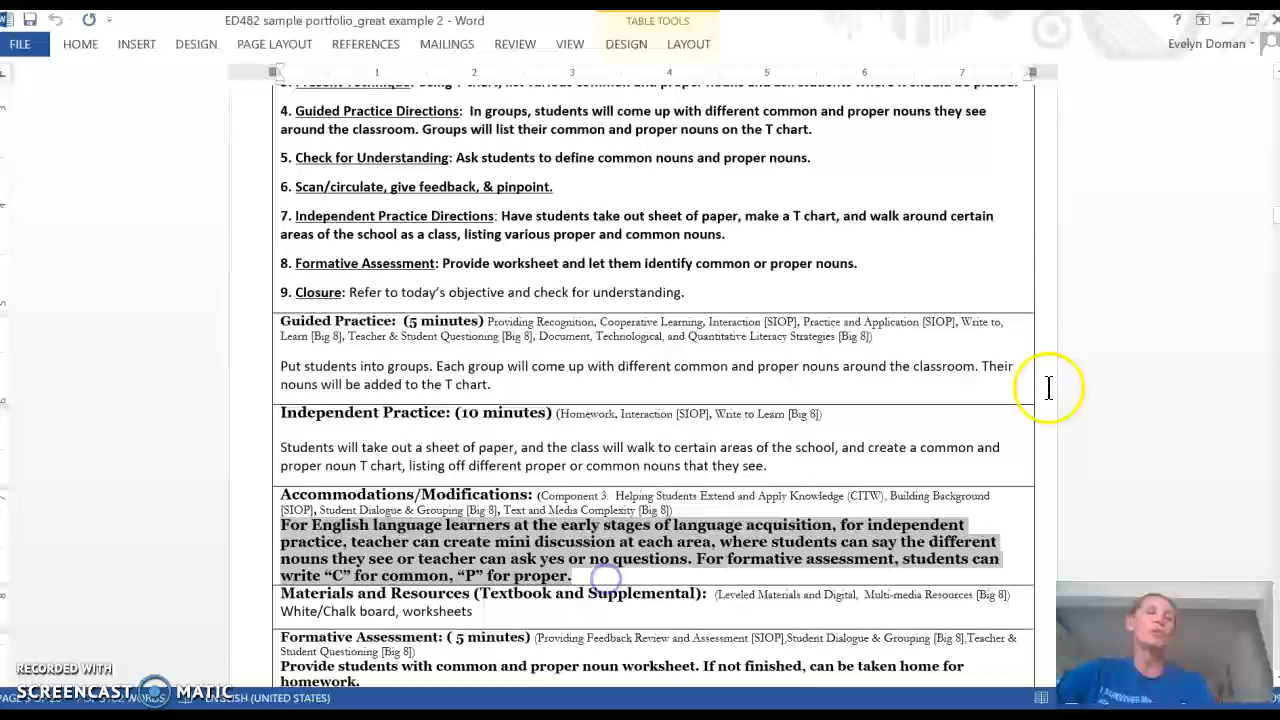 ED482 sample portfolio_great example 2 - Word
TABLE TOOLS
FILE HOME INSERT DESIGN PAGE LAYOUT REFERENCES MAILINGS REVIEW VIEW DESIGN LAYOUT
Evelyn Doman
1 2 3 4 5 6 7
4. Guided Practice Directions: In groups, students will come up with different common and proper nouns they see
around the classroom. Groups will list their common and proper nouns on the T chart.
5. Check for Understanding: Ask students to define common nouns and proper nouns.
6. Scan/circulate, give feedback, & pinpoint.
7. Independent Practice Directions: Have students take out sheet of paper, make a T chart, and walk around certain
areas of the school as a class, listing various proper and common nouns.
8. Formative Assessment: Provide worksheet and let them identify common or proper nouns.
9. Closure: Refer to today's objective and check for understanding.
Guided Practice: (5 minutes) Providing Recognition, Cooperative Learning, Interaction [SIOP], Practice and Application [SIOP], Write to,
Learn [Big 8], Teacher & Student Questioning [Big 8], Document, Technological, and Quantitative Literacy Strategies [Big 8])
Put students into groups. Each group will come up with different common and proper nouns around the classroom. Their
nouns will be added to the T chart.
Independent Practice: (10 minutes) (Homework, Interaction [SIOP], Write to Learn [Big 8])
Students will take out a sheet of paper, and the class will walk to certain areas of the school, and create a common and
proper noun T chart, listing off different proper or common nouns that they see.
Accommodations/Modifications: (Component 3. Helping Students Extend and Apply Knowledge (CITW), Building Background
[SIOP], Student Dialogue & Grouping [Big 8], Text and Media Complexity [Big 8])
For English language learners at the early stages of language acquisition, for independent
practice, teacher can create mini discussion at each area, where students can say the different
nouns they see or teacher can ask yes or no questions. For formative assessment, students can
write “C” for common, “P” for proper.
Materials and Resources (Textbook and Supplemental): (Leveled Materials and Digital, Multi-media Resources [Big 8])
White/Chalk board, worksheets
Formative Assessment: ( 5 minutes) (Providing Feedback Review and Assessment [SIOP],Student Dialogue & Grouping [Big 8],Teacher &
Student Questioning [Big 8])
Provide students with common and proper noun worksheet. If not finished, can be taken home for
homework.
RECORDED WITH
SCREENCAST MATIC
ENGLISH (UNITED STATES)